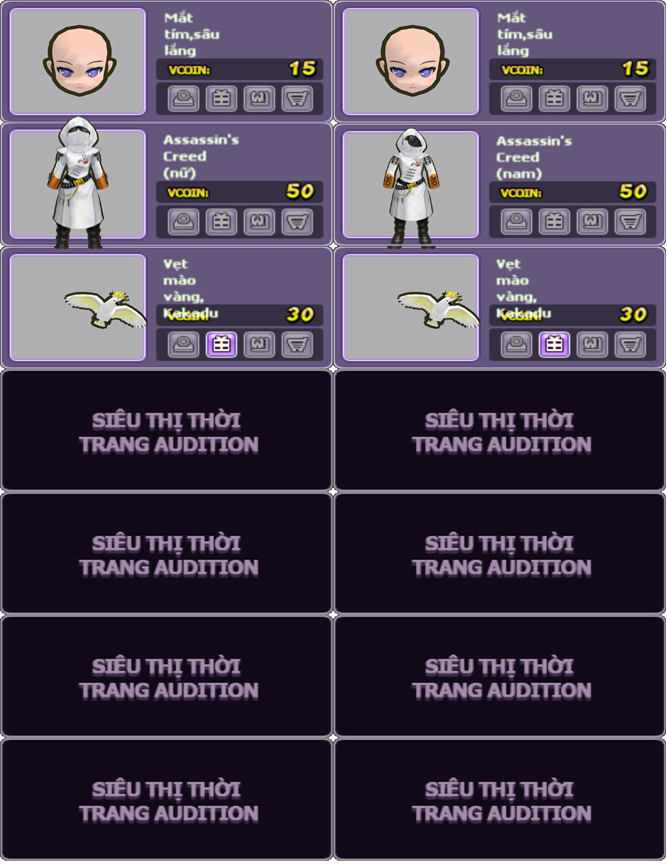 Mắt
tím,sâu
lắng
VCOIN: 15
Mắt
tím,sâu
lắng
VCOIN: 15
Assassin's
Creed
(nữ)
VCOIN: 50
Assassin's
Creed
(nam)
VCOIN: 50
Vẹt
mào
vàng,
Kakadu
VCOIN: 30
Vẹt
mào
vàng,
Kakadu
VCOIN: 30
SIÊU THỊ THỜI
TRANG AUDITION
SIÊU THỊ THỜI
TRANG AUDITION
SIÊU THỊ THỜI
TRANG AUDITION
SIÊU THỊ THỜI
TRANG AUDITION
SIÊU THỊ THỜI
TRANG AUDITION
SIÊU THỊ THỜI
TRANG AUDITION
SIÊU THỊ THỜI
TRANG AUDITION
SIÊU THỊ THỜI
TRANG AUDITION